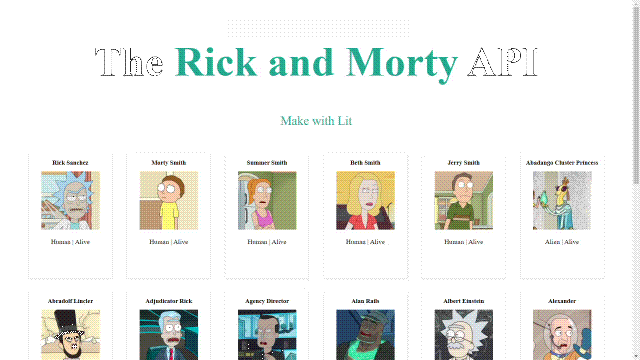 The Rick and Morty API
Make with Lit
Rick Sanchez
Human | Alive
Morty Smith
Human | Alive
Summer Smith
Human | Alive
Beth Smith
Human | Alive
Jerry Smith
Human | Alive
Abadango Cluster Princess
Alien | Alive
Abradolf Lincler
Adjudicator Rick
Agency Director
Alan Rails
Albert Einstein
Alexander